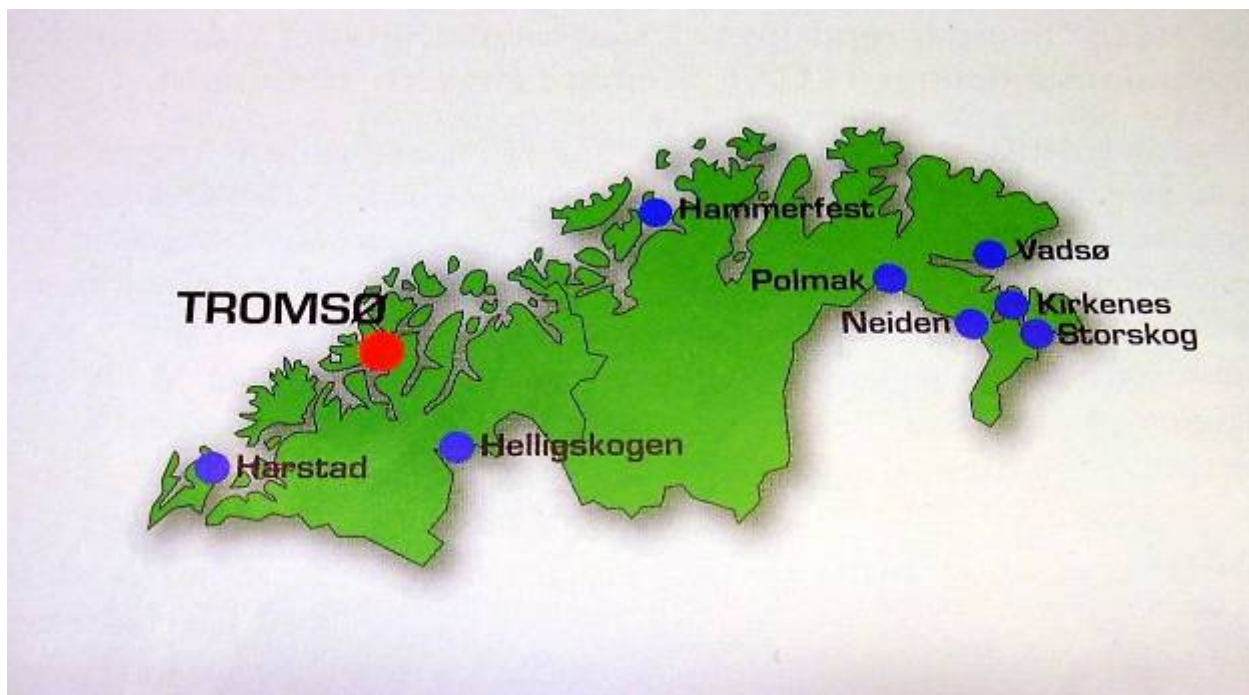 Hammerfest
Vadsø
Polmak
Kirkenes
TROMSØ
Neiden
Storskog
Helligskogen
Harstad